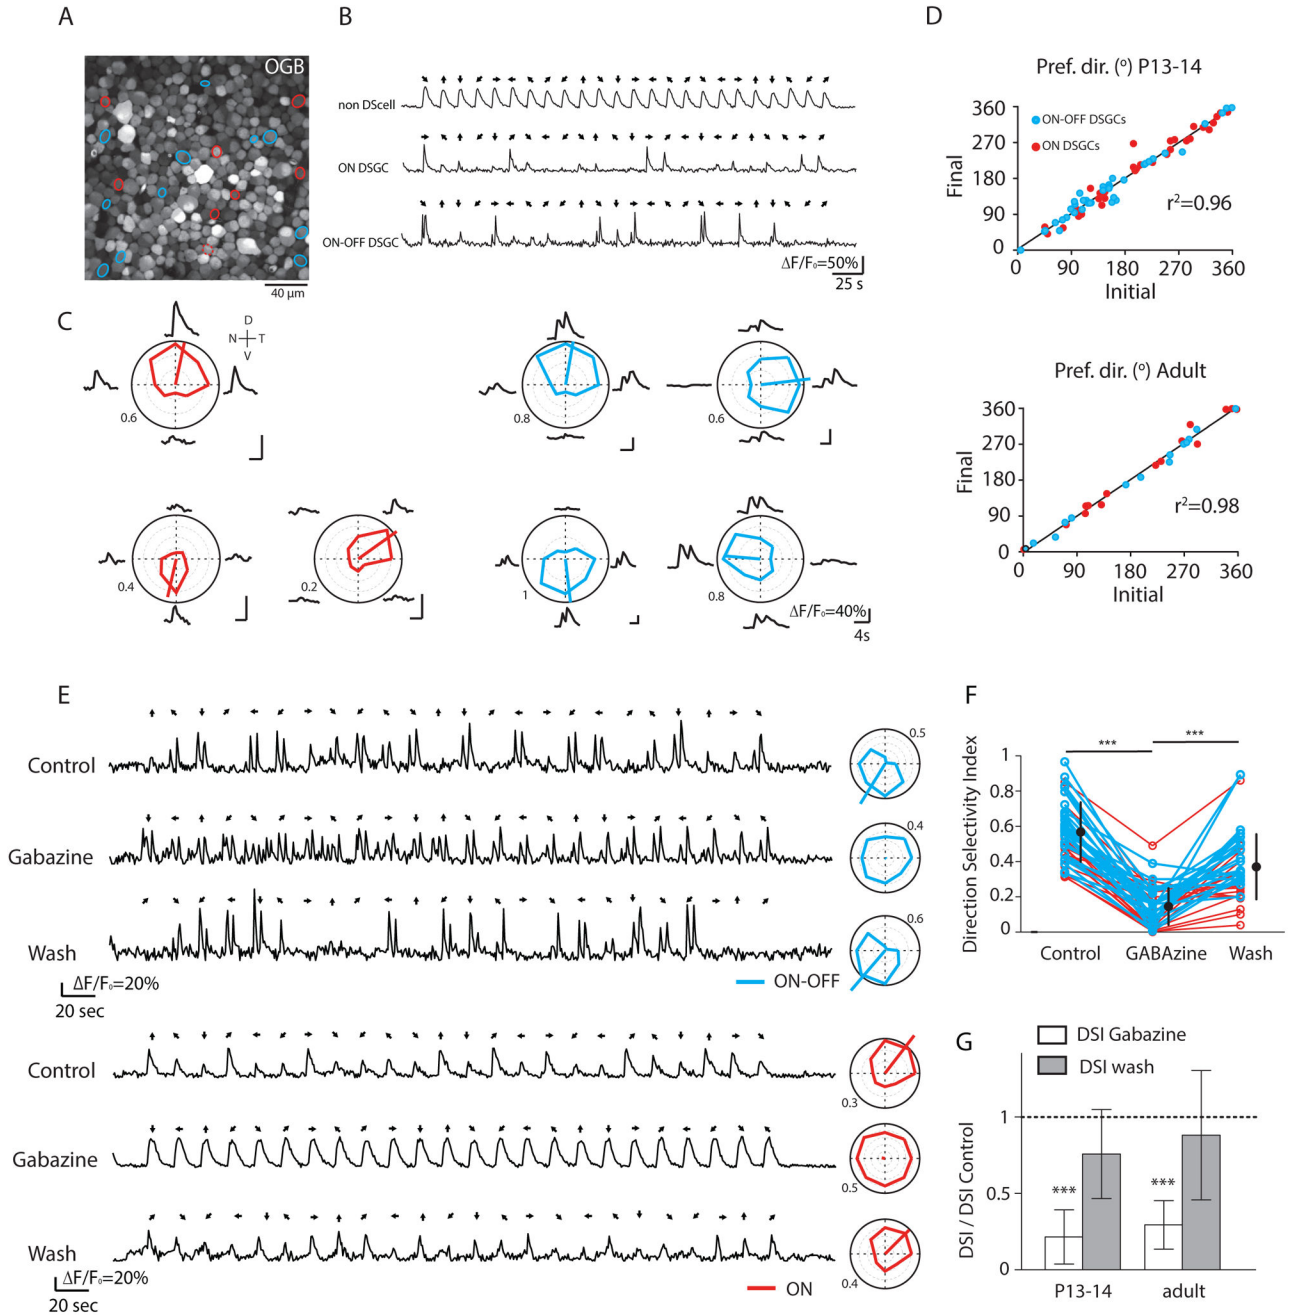 A
B
D
OGB
40 µm
non DScell
ON DSGC
ON-OFF DSGC
ΔF/F₀=50%
25 s
Pref. dir. (º) P13-14
360
270
180
90
0
Final
ON-OFF DSGCs
ON DSGCs
r²=0.96
0 90 180 270 360
Initial
C
D
N T
V
0.6
0.8
0.6
0.4
0.2
1
0.8
ΔF/F₀=40%
4s
Pref. dir. (º) Adult
360
270
180
90
0
Final
r²=0.98
0 90 180 270 360
Initial
E
Control
0.5
Gabazine
0.4
Wash
0.6
ΔF/F₀=20%
20 sec
ON-OFF
Control
0.3
Gabazine
0.5
Wash
0.4
ΔF/F₀=20%
20 sec
ON
F
*** ***
Direction Selectivity Index
1
0.8
0.6
0.4
0.2
0
Control GABAzine Wash
G
DSI Gabazine
DSI wash
DSI / DSI Control
1
0.5
0
*** ***
P13-14 adult